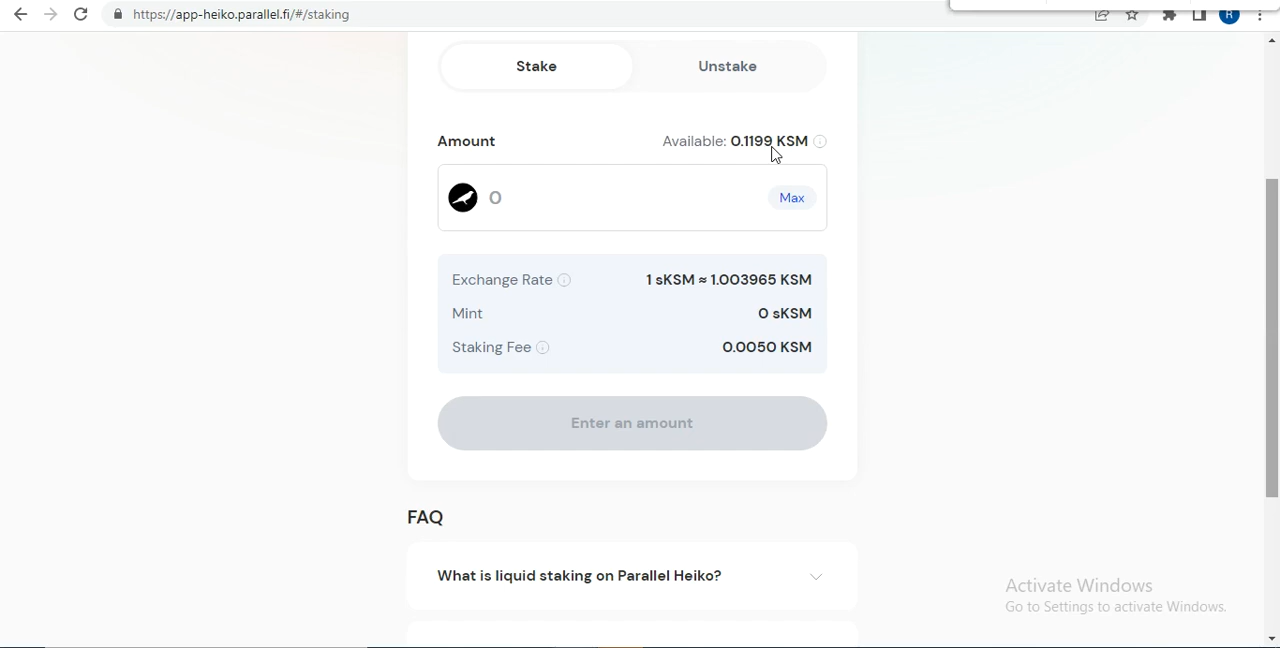 https://app-heiko.parallel.fi/#/staking
R
Stake Unstake
Amount Available: 0.1199 KSM
0 Max
Exchange Rate 1 sKSM ≈ 1.003965 KSM
Mint 0 sKSM
Staking Fee 0.0050 KSM
Enter an amount
FAQ
What is liquid staking on Parallel Heiko?
Activate Windows
Go to Settings to activate Windows.